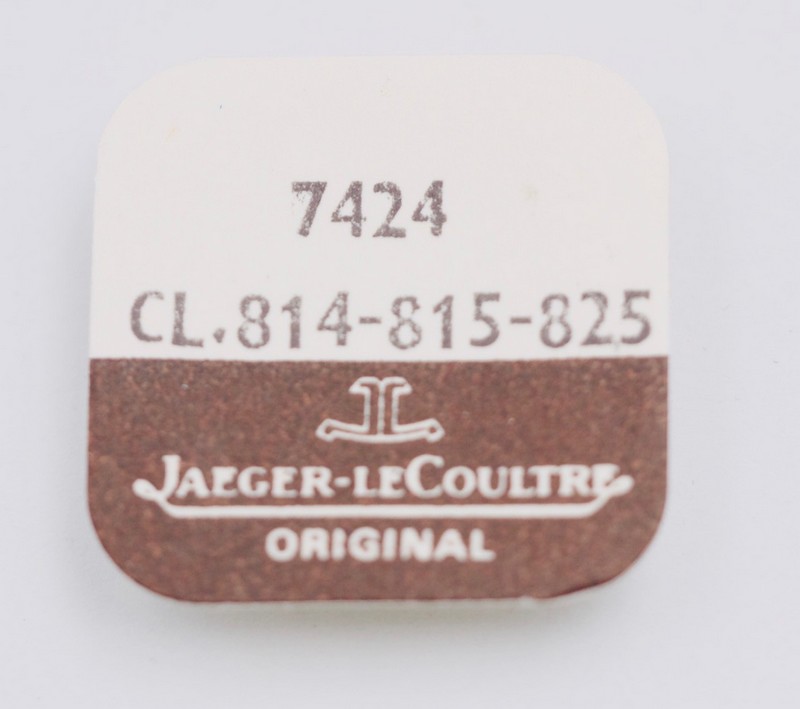 7424
CL.814-815-825
JAEGER-LECOULTRE
ORIGINAL